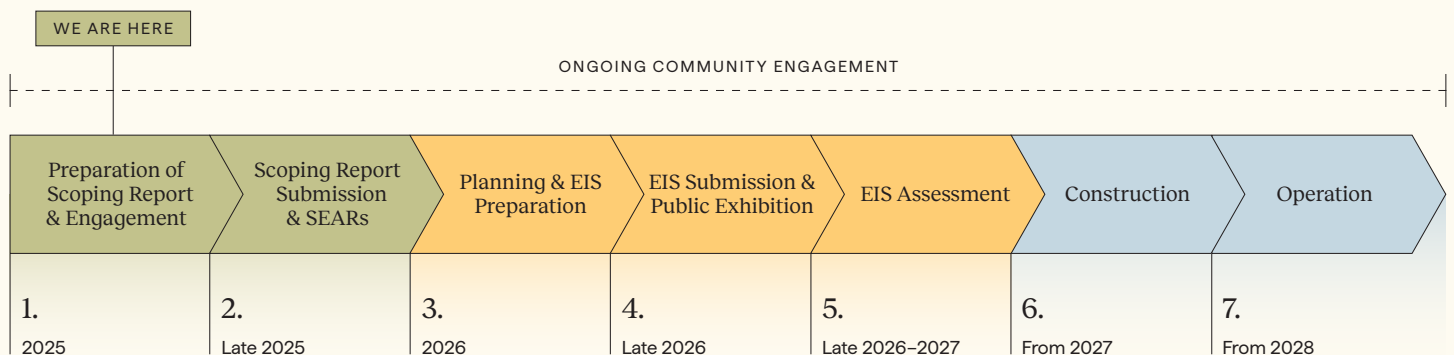 WE ARE HERE
ONGOING COMMUNITY ENGAGEMENT
Preparation of
Scoping Report
& Engagement
Scoping Report
Submission
& SEARs
Planning & EIS
Preparation
EIS Submission &
Public Exhibition
EIS Assessment
Construction
Operation
1.
2025
2.
Late 2025
3.
2026
4.
Late 2026
5.
Late 2026–2027
6.
From 2027
7.
From 2028